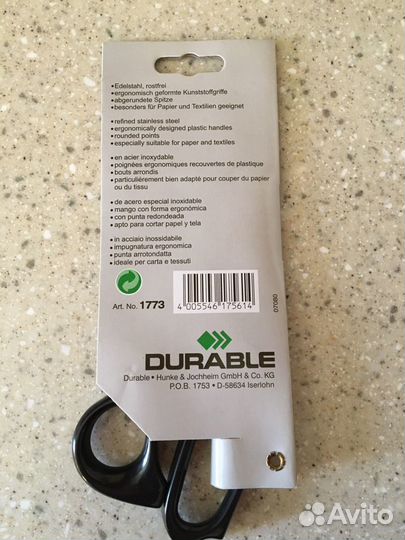 • Edelstahl, rostfrei
• ergonomisch geformte Kunststoffgriffe
• abgerundete Spitze
• besonders für Papier und Textilien geeignet
• refined stainless steel
• ergonomically designed plastic handles
• rounded points
• especially suitable for paper and textiles
• en acier inoxydable
• poignées ergonomiques recouvertes de plastique
• bouts arrondis
• particulièrement bien adapté pour couper du papier
ou du tissu
• de acero especial inoxidable
• mango con forma ergonómica
• con punta redondeada
• apto para cortar papel y tela
• in acciaio inossidabile
• impugnatura ergonomica
• punta arrotondatta
• ideale per carta e tessuti
Art. No. 1773
4 005546 175614
07080
DURABLE
Durable • Hunke & Jochheim GmbH & Co. KG
P.O.B. 1753 • D-58634 Iserlohn
Avito